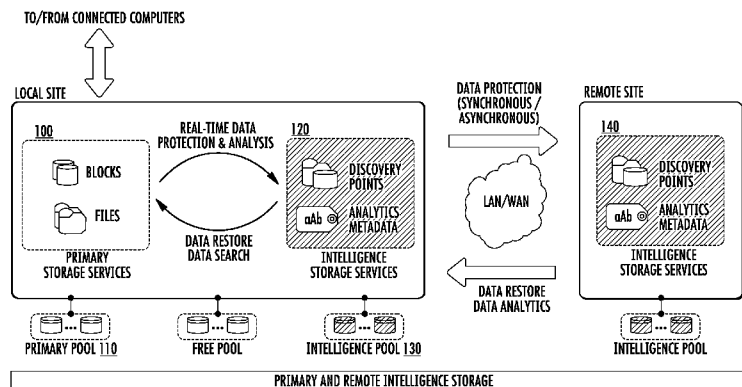 TO/FROM CONNECTED COMPUTERS
LOCAL SITE
100
BLOCKS
FILES
PRIMARY
STORAGE SERVICES
REAL-TIME DATA
PROTECTION & ANALYSIS
DATA RESTORE
DATA SEARCH
120
DISCOVERY
POINTS
aAb
ANALYTICS
METADATA
INTELLIGENCE
STORAGE SERVICES
DATA PROTECTION
(SYNCHRONOUS /
ASYNCHRONOUS)
LAN/WAN
DATA RESTORE
DATA ANALYTICS
REMOTE SITE
140
DISCOVERY
POINTS
aAb
ANALYTICS
METADATA
INTELLIGENCE
STORAGE SERVICES
PRIMARY POOL 110
FREE POOL
INTELLIGENCE POOL 130
INTELLIGENCE POOL
PRIMARY AND REMOTE INTELLIGENCE STORAGE